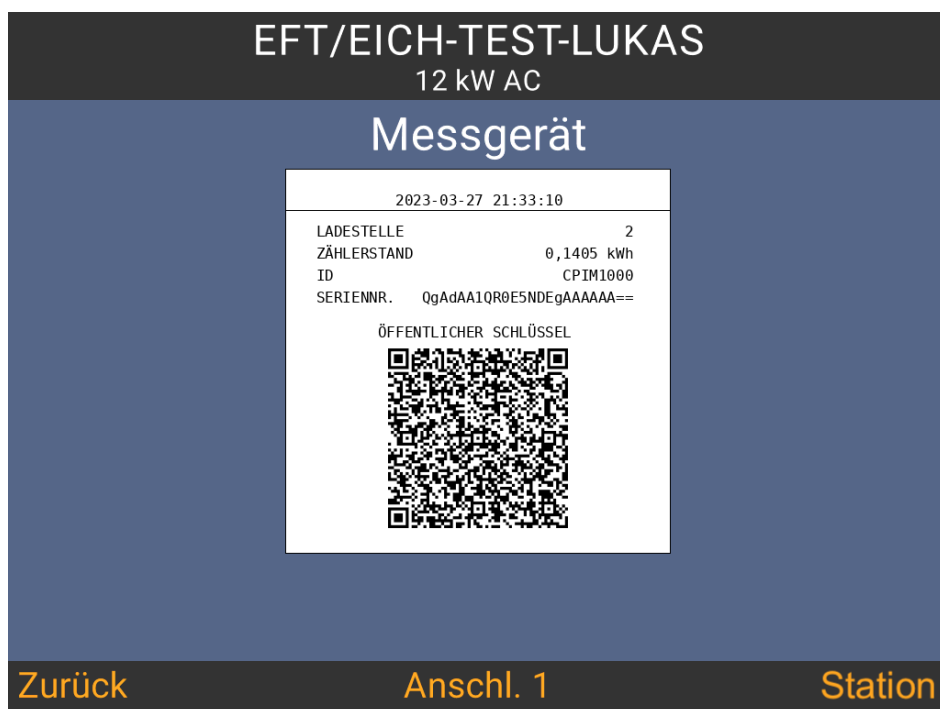 EFT/EICH-TEST-LUKAS
12 kW AC
Messgerät
2023-03-27 21:33:10
LADESTELLE 2
ZÄHLERSTAND 0,1405 kWh
ID CPIM1000
SERIENNR. QgAdAA1QR0E5NDEgAAAAAA==
ÖFFENTLICHER SCHLÜSSEL
Zurück Anschl. 1 Station